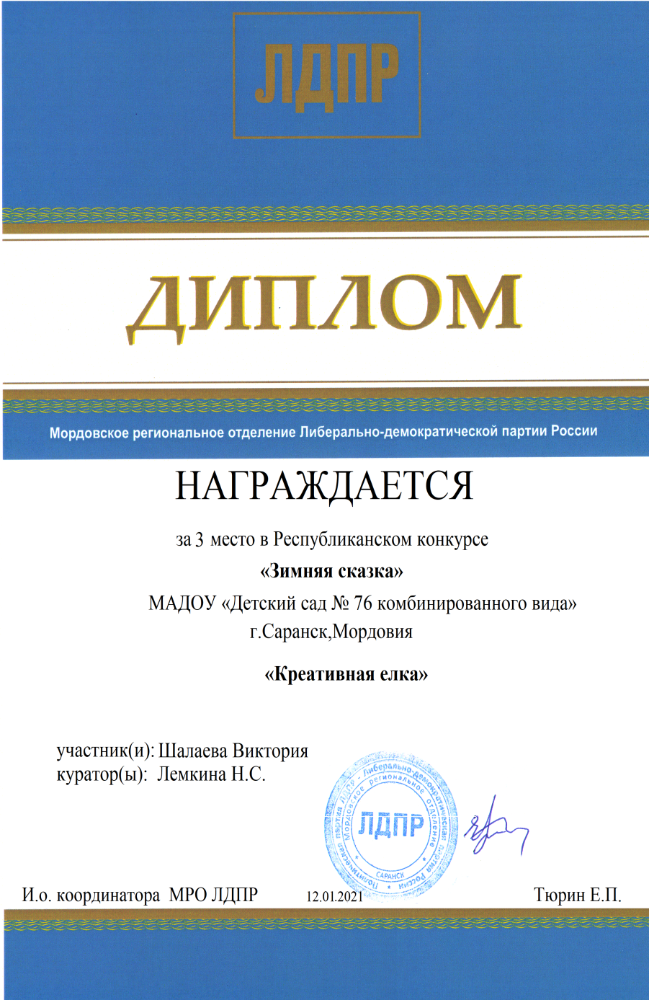 ЛДПР
ДИПЛОМ
Мордовское региональное отделение Либерально-демократической партии России
НАГРАЖДАЕТСЯ
за 3 место в Республиканском конкурсе
«Зимняя сказка»
МАДОУ «Детский сад № 76 комбинированного вида»
г.Саранск,Мордовия
«Креативная елка»
участник(и): Шалаева Виктория
куратор(ы): Лемкина Н.С.
Политическая партия ЛДПР - Либерально-демократическая партия России
Мордовское региональное отделение
ЛДПР
САРАНСК
И.о. координатора МРО ЛДПР 12.01.2021 Тюрин Е.П.